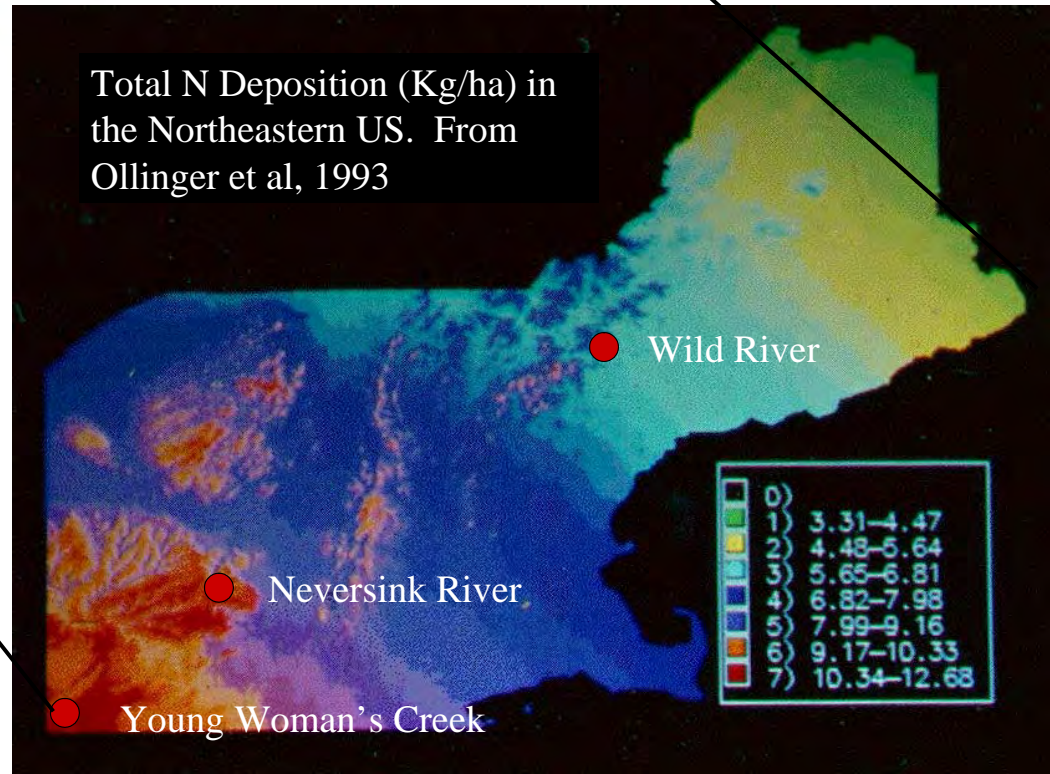 Total N Deposition (Kg/ha) in
the Northeastern US. From
Ollinger et al, 1993
Wild River
Neversink River
Young Woman’s Creek
0)
1) 3.31–4.47
2) 4.48–5.64
3) 5.65–6.81
4) 6.82–7.98
5) 7.99–9.16
6) 9.17–10.33
7) 10.34–12.68